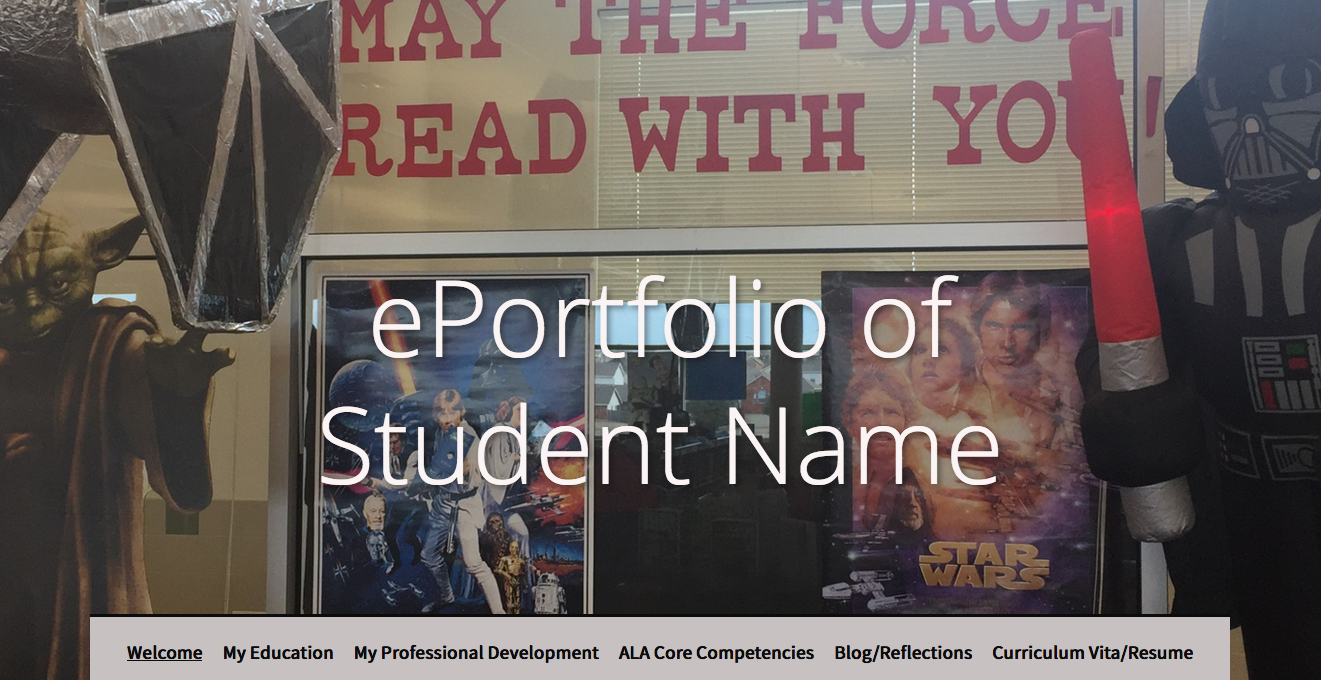 MAY THE FORCE
READ WITH YOU!
ePortfolio of
Student Name
STAR
WARS
Welcome My Education My Professional Development ALA Core Competencies Blog/Reflections Curriculum Vita/Resume